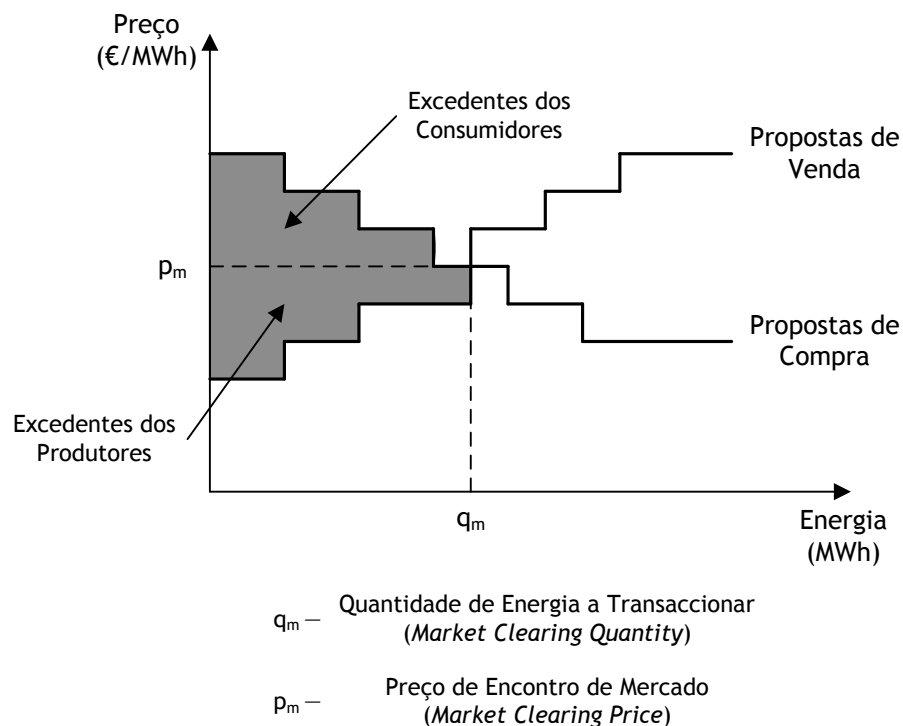 Preço
(€/MWh)
Excedentes dos
Consumidores
Propostas de
Venda
pm
Propostas de
Compra
Excedentes dos
Produtores
qm
Energia
(MWh)
qm — Quantidade de Energia a Transaccionar
(Market Clearing Quantity)
pm — Preço de Encontro de Mercado
(Market Clearing Price)